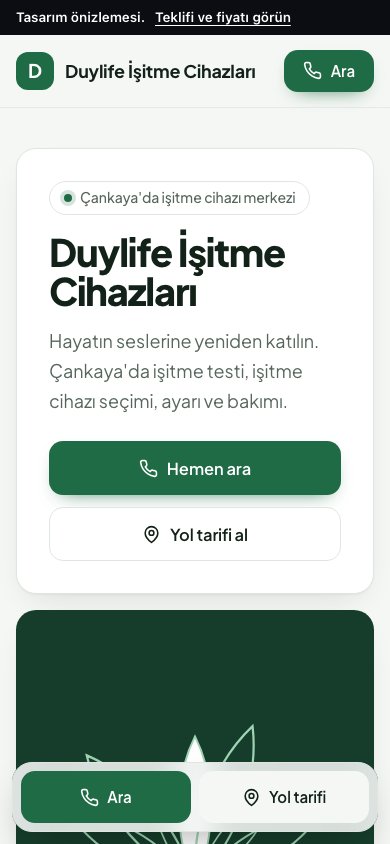 Tasarım önizlemesi. Teklifi ve fiyatı görün
D Duylife İşitme Cihazları Ara
Çankaya'da işitme cihazı merkezi
Duylife İşitme
Cihazları
Hayatın seslerine yeniden katılın.
Çankaya'da işitme testi, işitme
cihazı seçimi, ayarı ve bakımı.
Hemen ara
Yol tarifi al
Ara Yol tarifi